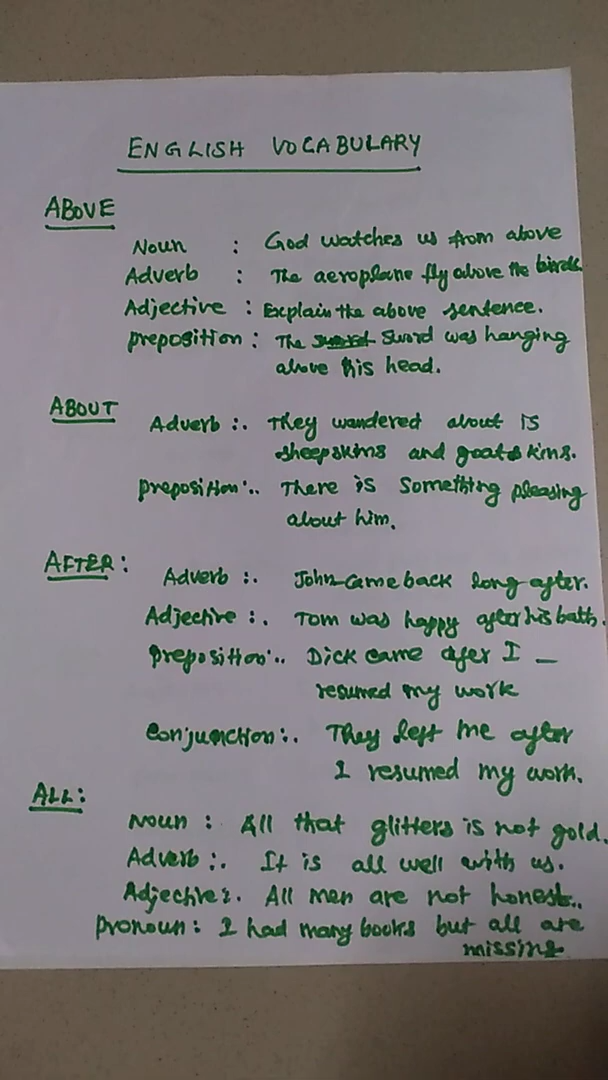 ENGLISH VOCABULARY
ABOVE
Noun : God watches us from above
Adverb : The aeroplane fly above the birds.
Adjective : Explain the above sentence.
preposition : The Sword was hanging
above his head.
ABOUT
Adverb :. They wandered about is
sheepskins and goatskins.
preposition :. There is something pleasing
about him.
AFTER :
Adverb :. John came back long after.
Adjective :. Tom was happy after his bath.
preposition :. Dick came afer I _
resumed my work
Conjunction :. They left me after
I resumed my work.
ALL :
Noun : All that glitters is not gold.
Adverb :. It is all well with us.
Adjective :. All men are not honest..
pronoun : I had many books but all are
missing